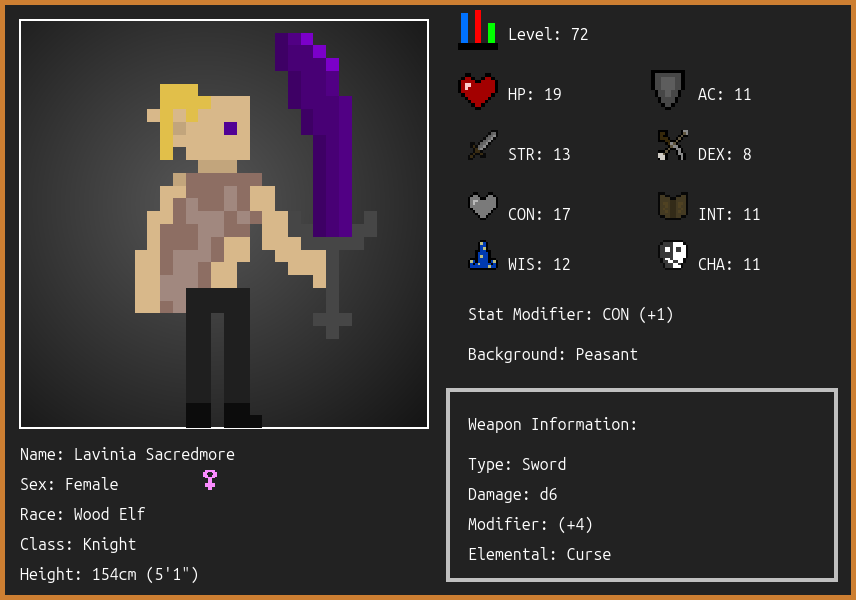 Level: 72
HP: 19
AC: 11
STR: 13
DEX: 8
CON: 17
INT: 11
WIS: 12
CHA: 11
Stat Modifier: CON (+1)
Background: Peasant
Weapon Information:
Type: Sword
Damage: d6
Modifier: (+4)
Elemental: Curse
Name: Lavinia Sacredmore
Sex: Female
Race: Wood Elf
Class: Knight
Height: 154cm (5'1")